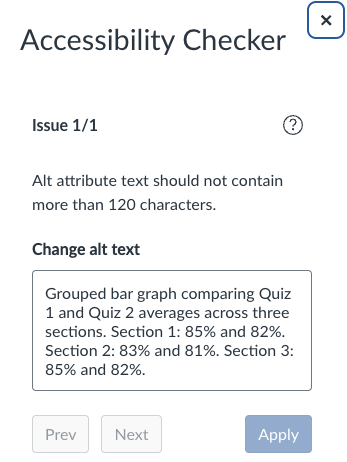 Accessibility Checker
Issue 1/1
Alt attribute text should not contain
more than 120 characters.
Change alt text
Grouped bar graph comparing Quiz
1 and Quiz 2 averages across three
sections. Section 1: 85% and 82%.
Section 2: 83% and 81%. Section 3:
85% and 82%.
Prev
Next
Apply